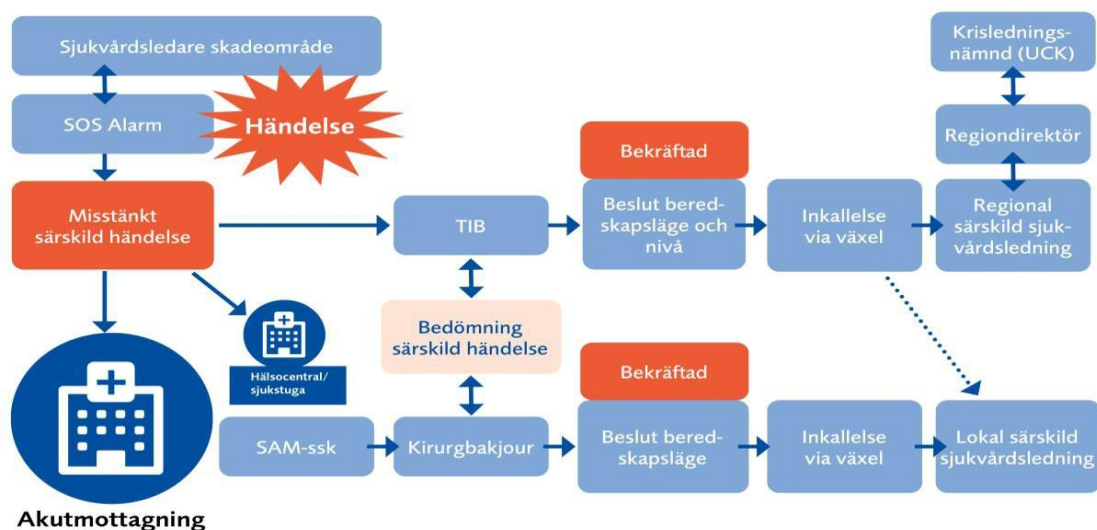 Sjukvårdsledare skadeområde
SOS Alarm
Händelse
Misstänkt
särskild händelse
Akutmottagning
Hälsocentral/
sjukstuga
TIB
Bedömning
särskild händelse
SAM-ssk
Kirurgbakjour
Bekräftad
Beslut bered-
skapsläge och
nivå
Inkallelse
via växel
Regional
särskild sjuk-
vårdsledning
Regiondirektör
Krislednings-
nämnd (UCK)
Bekräftad
Beslut bered-
skapsläge
Inkallelse
via växel
Lokal särskild
sjukvårdsledning